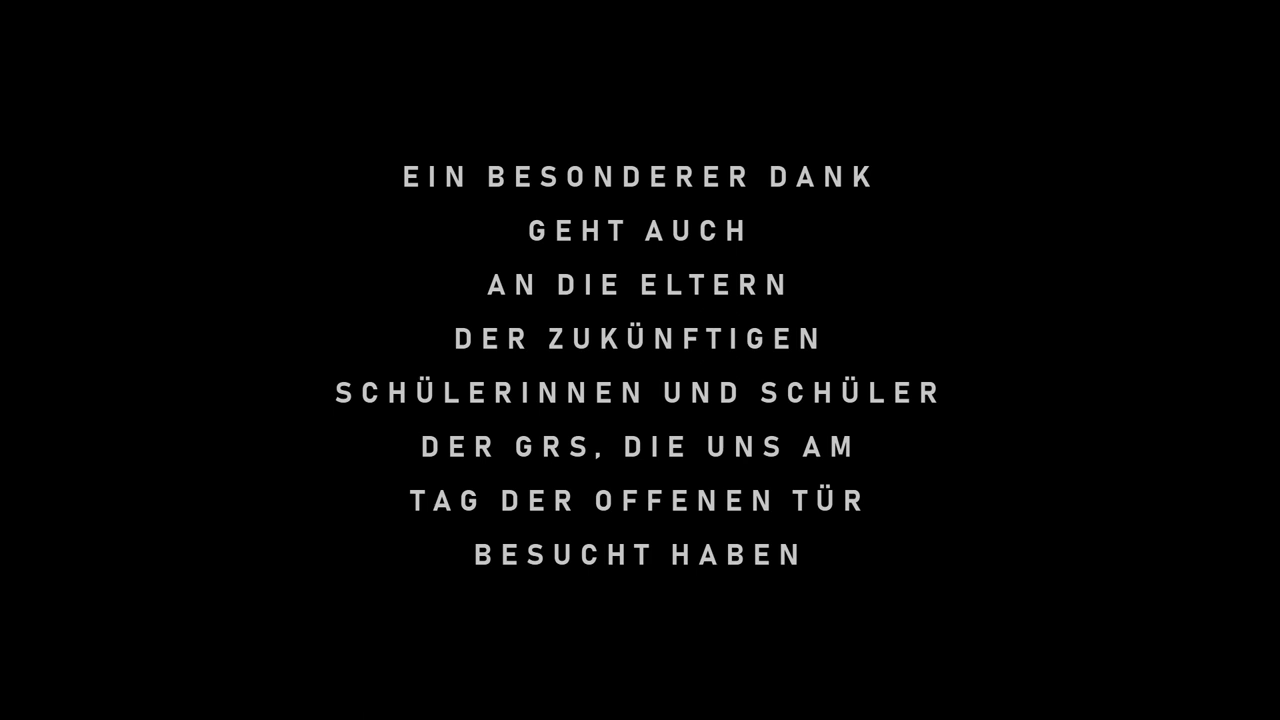 EIN BESONDERER DANK
GEHT AUCH
AN DIE ELTERN
DER ZUKÜNFTIGEN
SCHÜLERINNEN UND SCHÜLER
DER GRS, DIE UNS AM
TAG DER OFFENEN TÜR
BESUCHT HABEN